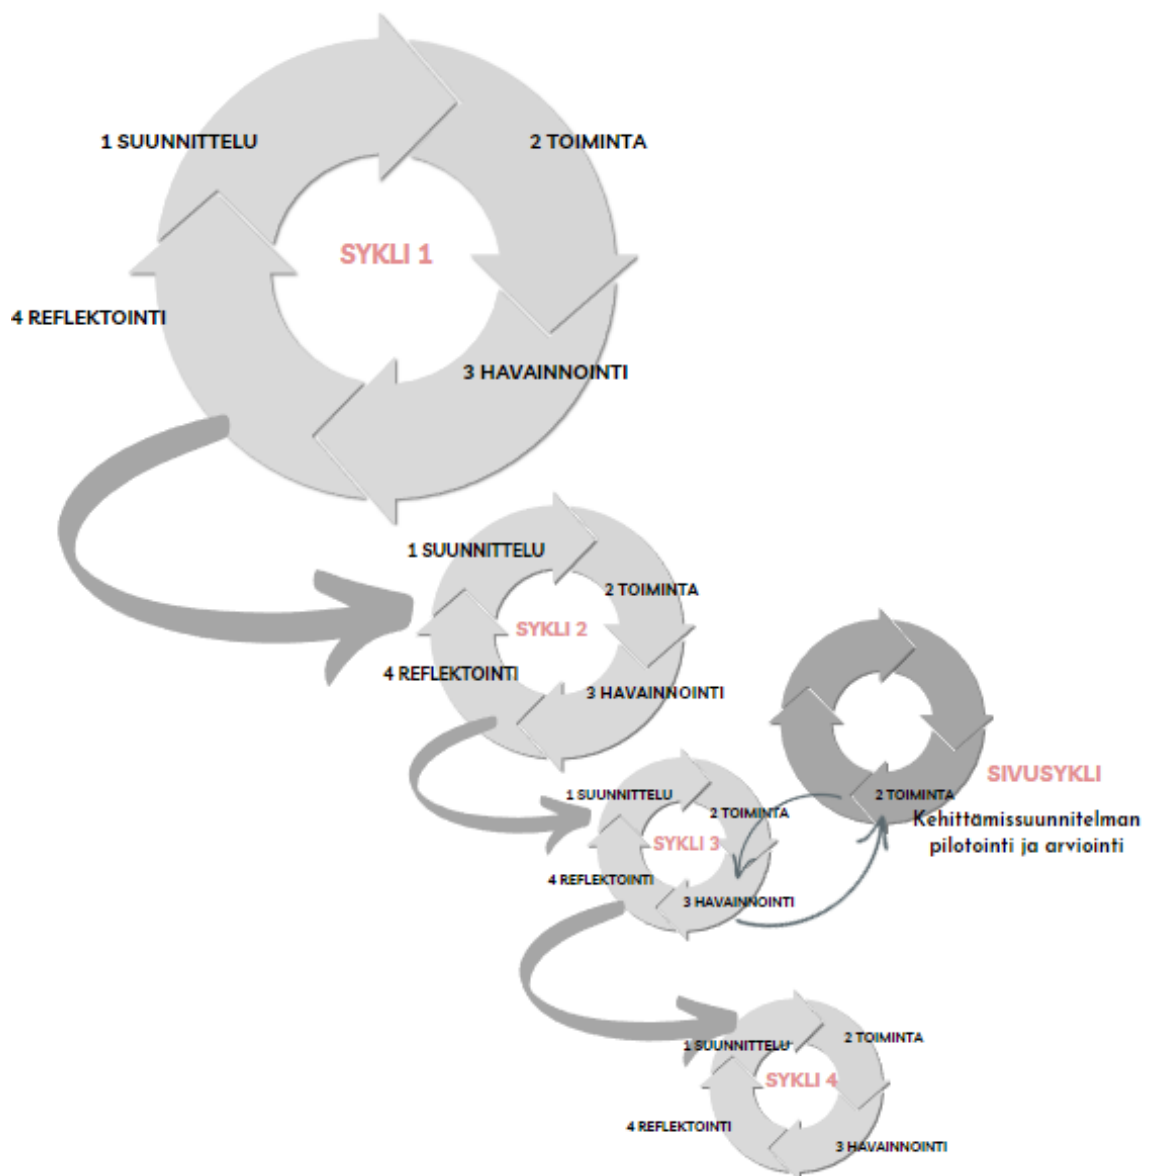 1 SUUNNITTELU
2 TOIMINTA
SYKLI 1
4 REFLEKTOINTI
3 HAVAINNOINTI
1 SUUNNITTELU
2 TOIMINTA
SYKLI 2
4 REFLEKTOINTI
3 HAVAINNOINTI
SIVUSYKLI
2 TOIMINTA
Kehittämissuunnitelman
pilotointi ja arviointi
1 SUUNNITTELU
2 TOIMINTA
SYKLI 3
4 REFLEKTOINTI
3 HAVAINNOINTI
1 SUUNNITTELU
2 TOIMINTA
SYKLI 4
4 REFLEKTOINTI
3 HAVAINNOINTI